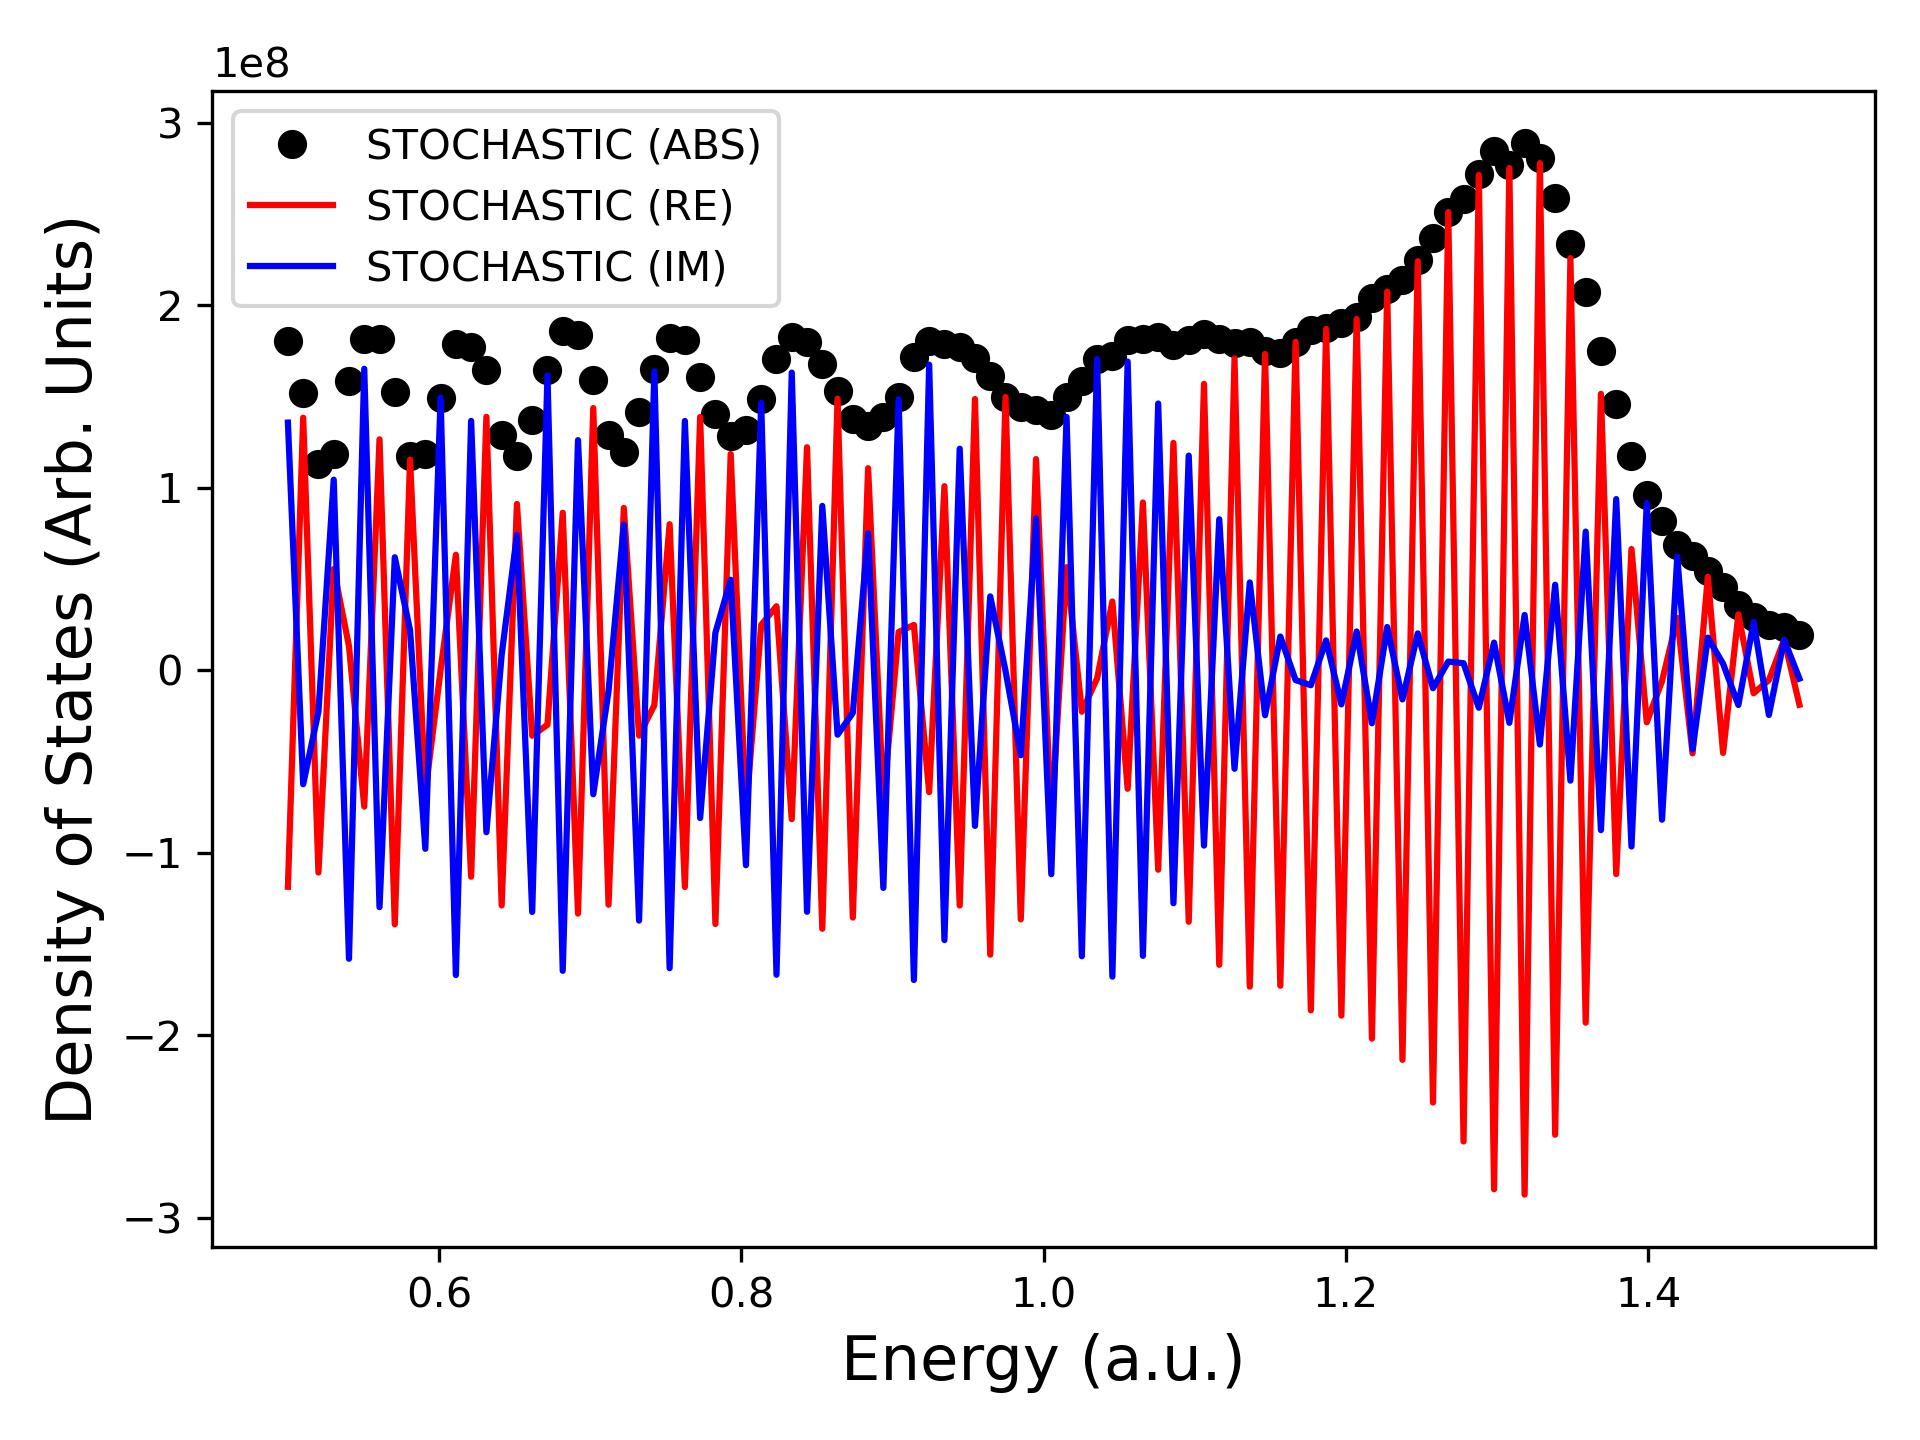 1e8
3
2
1
0
−1
−2
−3
STOCHASTIC (ABS)
STOCHASTIC (RE)
STOCHASTIC (IM)
Density of States (Arb. Units)
0.6 0.8 1.0 1.2 1.4
Energy (a.u.)